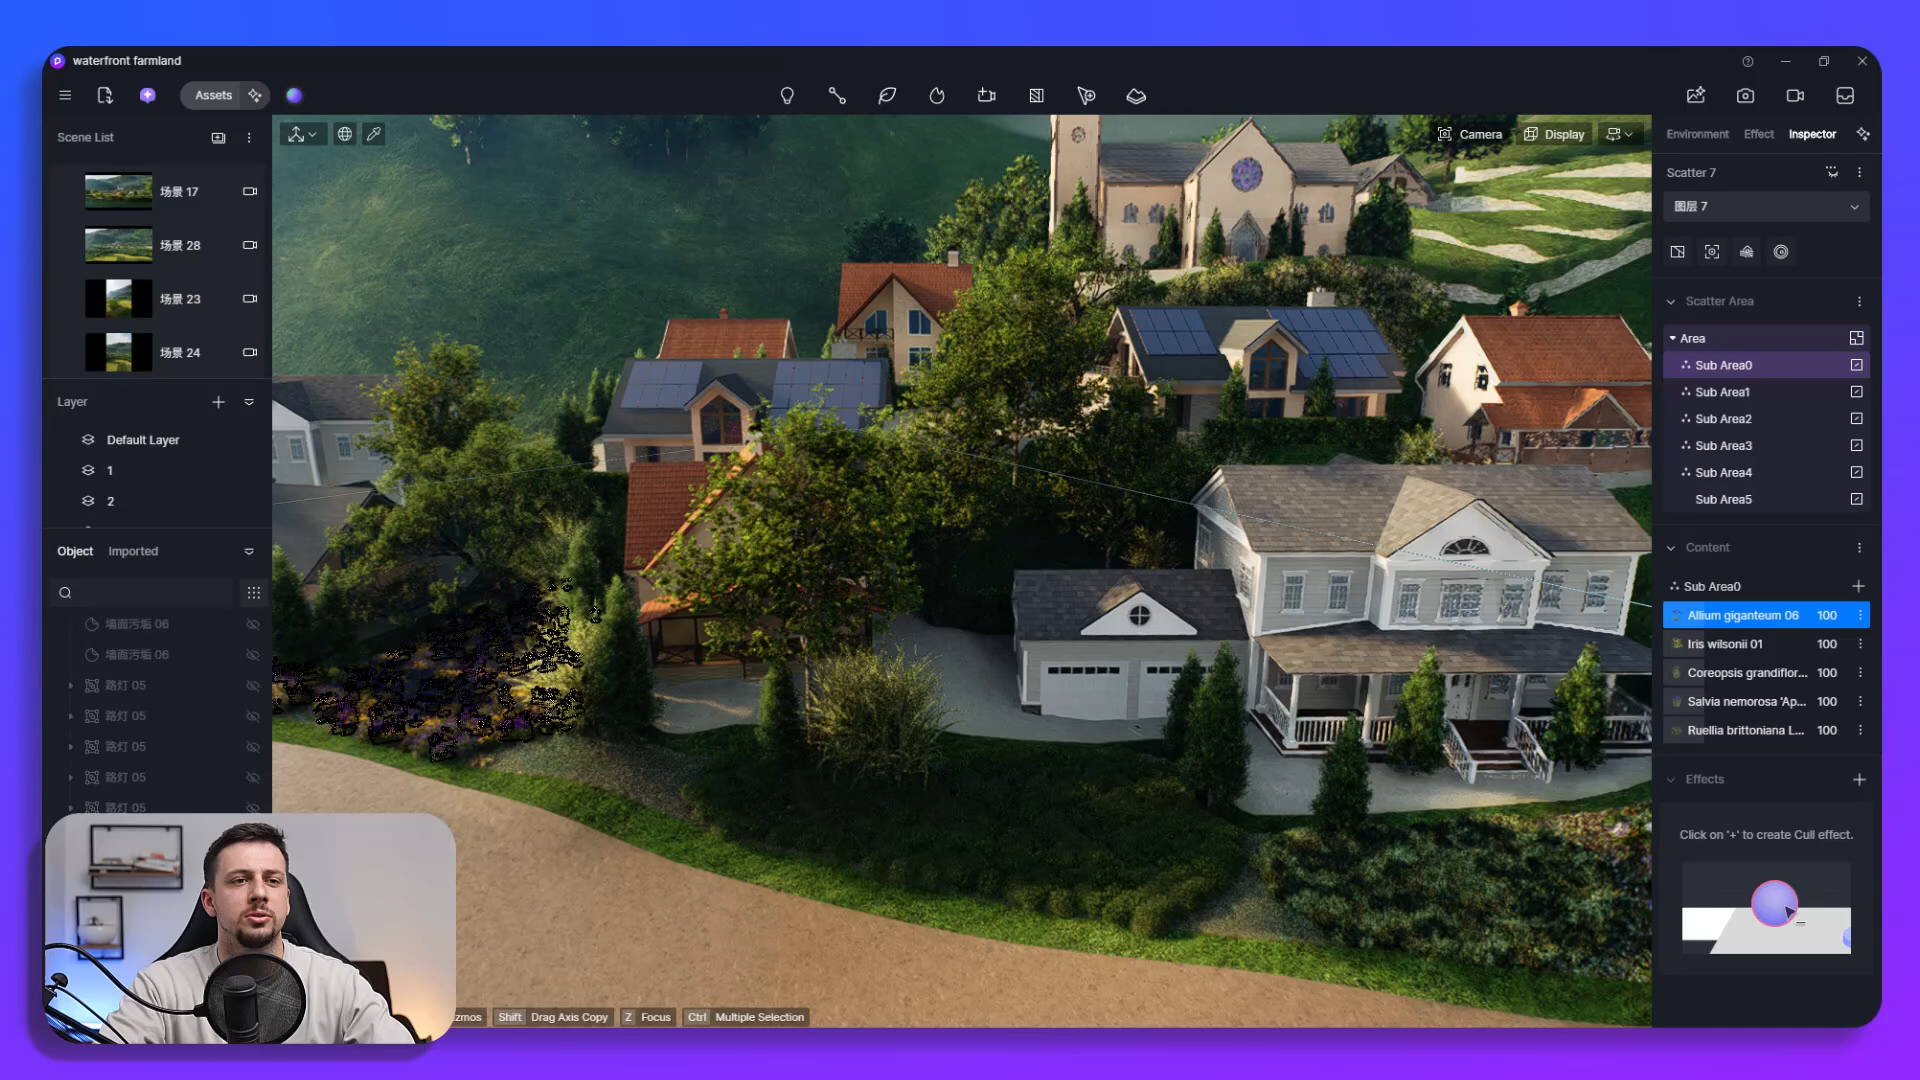 waterfront farmland
Assets
Scene List
场景 17
场景 28
场景 23
场景 24
Layer
Default Layer
1
2
Object Imported
墙面污垢 06
墙面污垢 06
路灯 05
路灯 05
路灯 05
路灯 05
路灯 05
Camera Display
zmos Shift Drag Axis Copy Z Focus Ctrl Multiple Selection
Environment Effect Inspector
Scatter 7
图层 7
Scatter Area
Area
Sub Area0
Sub Area1
Sub Area2
Sub Area3
Sub Area4
Sub Area5
Content
Sub Area0
Allium giganteum 06 100
Iris wilsonii 01 100
Coreopsis grandiflor... 100
Salvia nemorosa 'Ap... 100
Ruellia brittoniana L... 100
Effects
Click on '+' to create Cull effect.